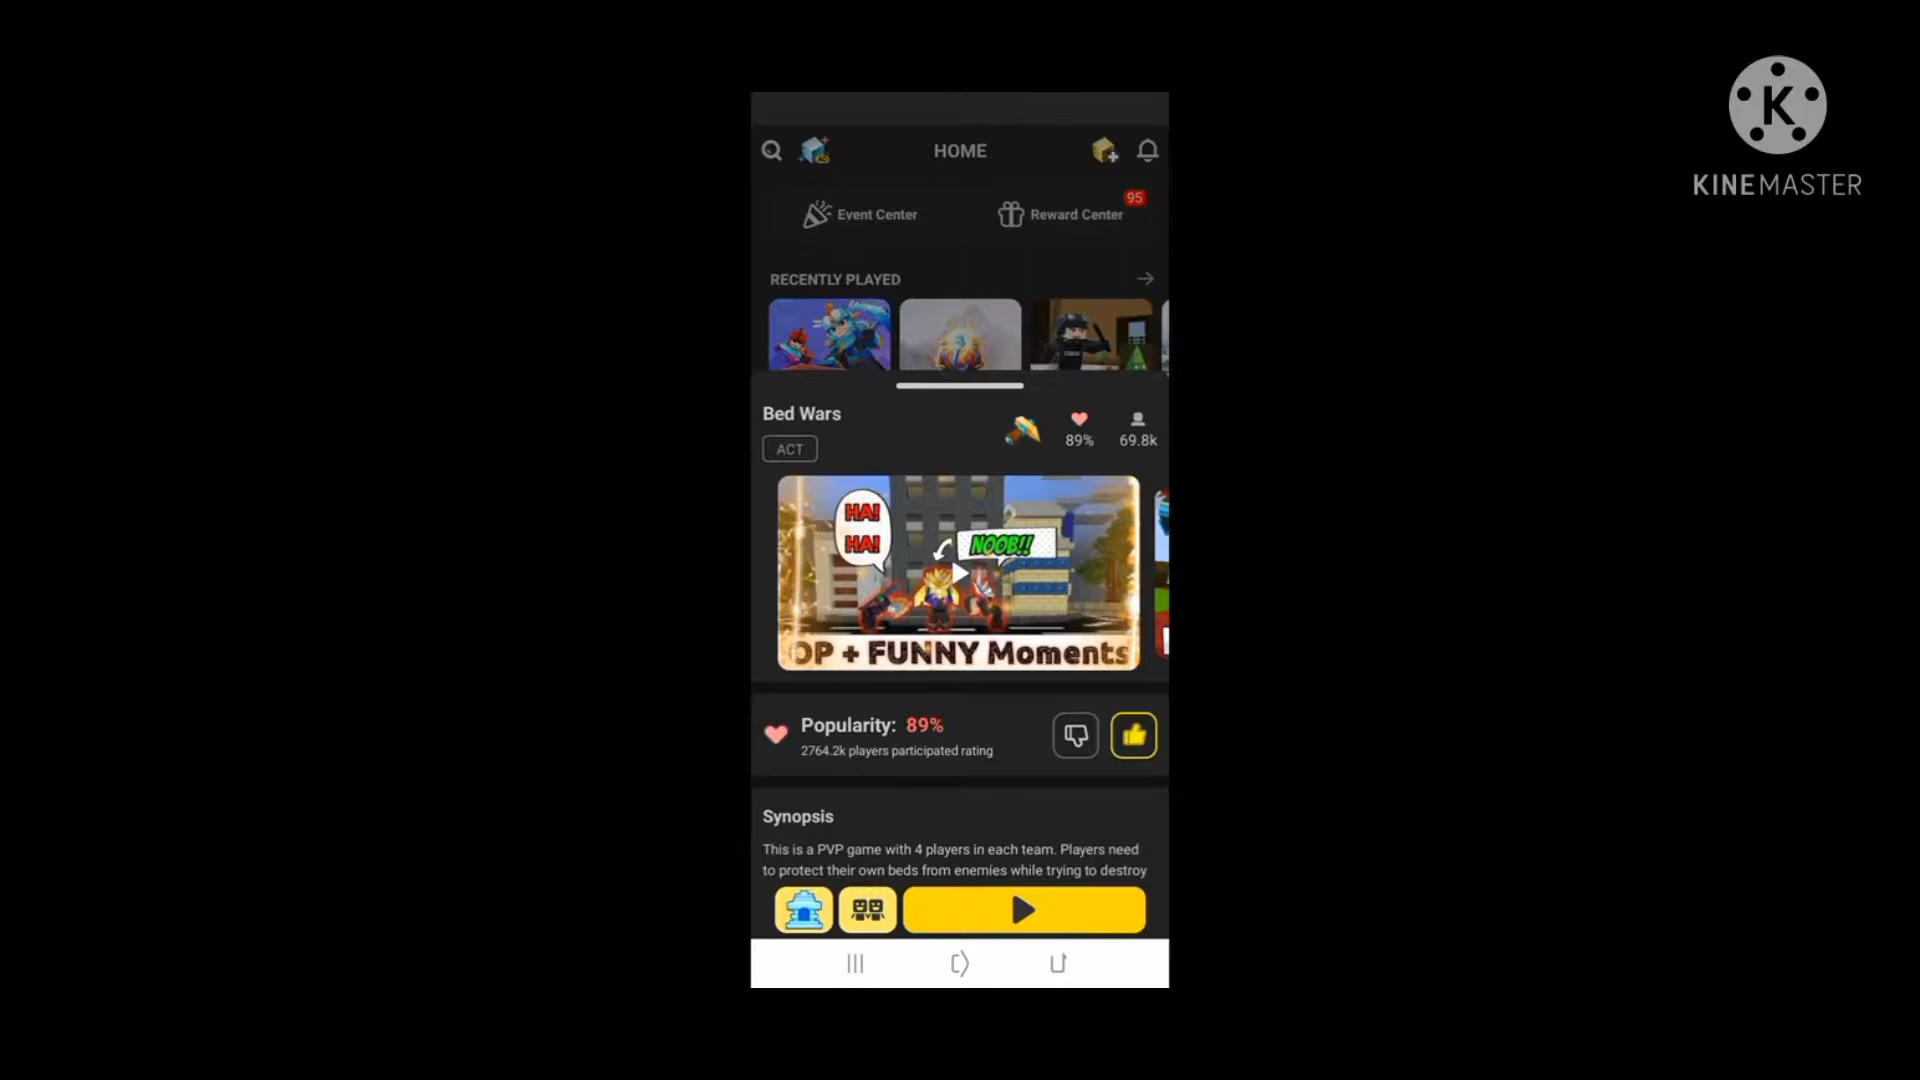 HOME
Event Center
Reward Center
95
RECENTLY PLAYED
Bed Wars
ACT
89%
69.8k
HA!
HA!
NOOB!!
OP + FUNNY Moments
Popularity: 89%
2764.2k players participated rating
Synopsis
This is a PVP game with 4 players in each team. Players need
to protect their own beds from enemies while trying to destroy
K
KINEMASTER